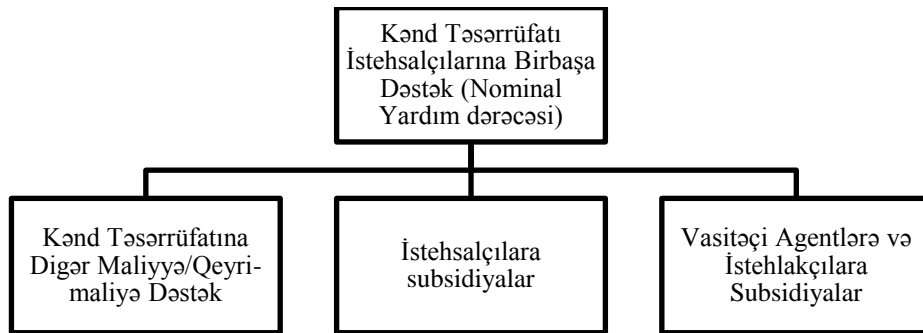 Kənd Təsərrüfatı
İstehsalçılarına Birbaşa
Dəstək (Nominal
Yardım dərəcəsi)
Kənd Təsərrüfatına
Digər Maliyyə/Qeyri-
maliyə Dəstək
İstehsalçılara
subsidiyalar
Vasitəçi Agentlərə və
İstehlakçılara
Subsidiyalar